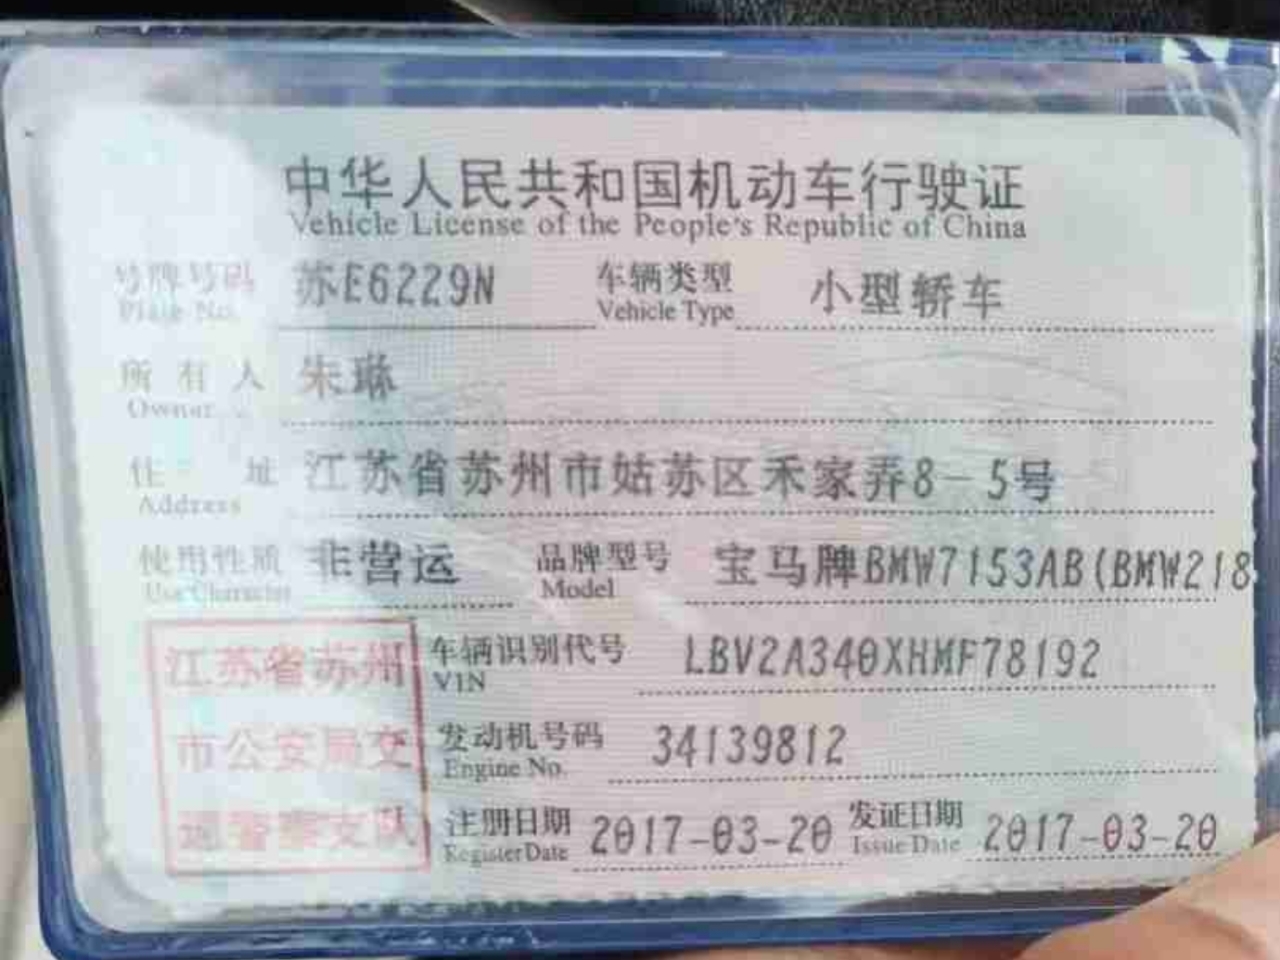 中华人民共和国机动车行驶证
Vehicle License of the People's Republic of China
号牌号码 苏E6229N 车辆类型 小型轿车
Plate No. Vehicle Type
所有人 朱琳
Owner
住址 江苏省苏州市姑苏区禾家弄8-5号
Address
使用性质 非营运 品牌型号 宝马牌BMW7153AB(BMW218
Use Character Model
江苏省苏州 车辆识别代号 LBV2A340XHMF78192
VIN
市公安局交 发动机号码 34139812
Engine No.
通警察支队 注册日期 2017-03-20 发证日期 2017-03-20
Register Date Issue Date